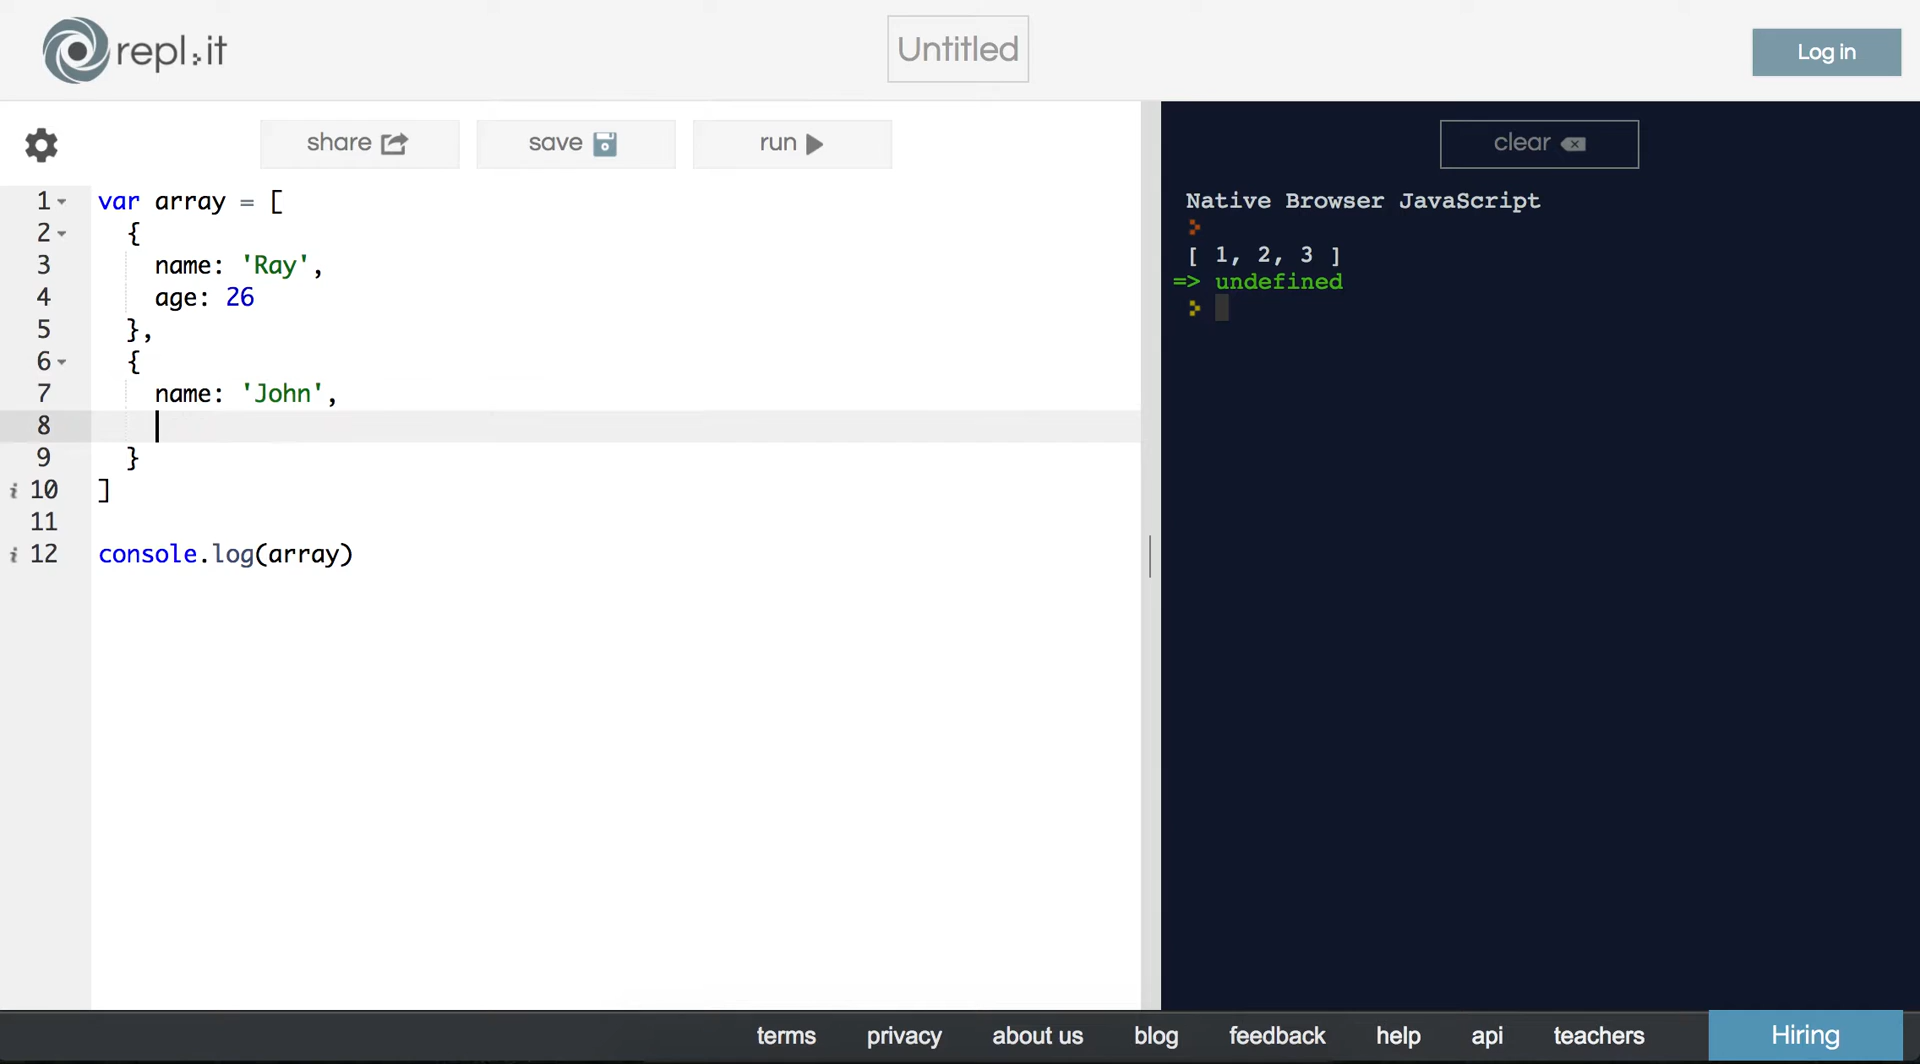 repl.it
Untitled
Log in
share
save
run
clear
1 var array = [
2 {
3 name: 'Ray',
4 age: 26
5 },
6 {
7 name: 'John',
8
9 }
i 10 ]
11
i 12 console.log(array)
Native Browser JavaScript
>
[ 1, 2, 3 ]
=> undefined
>
terms privacy about us blog feedback help api teachers Hiring